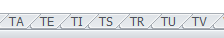 TA TE TI TS TR TU TV